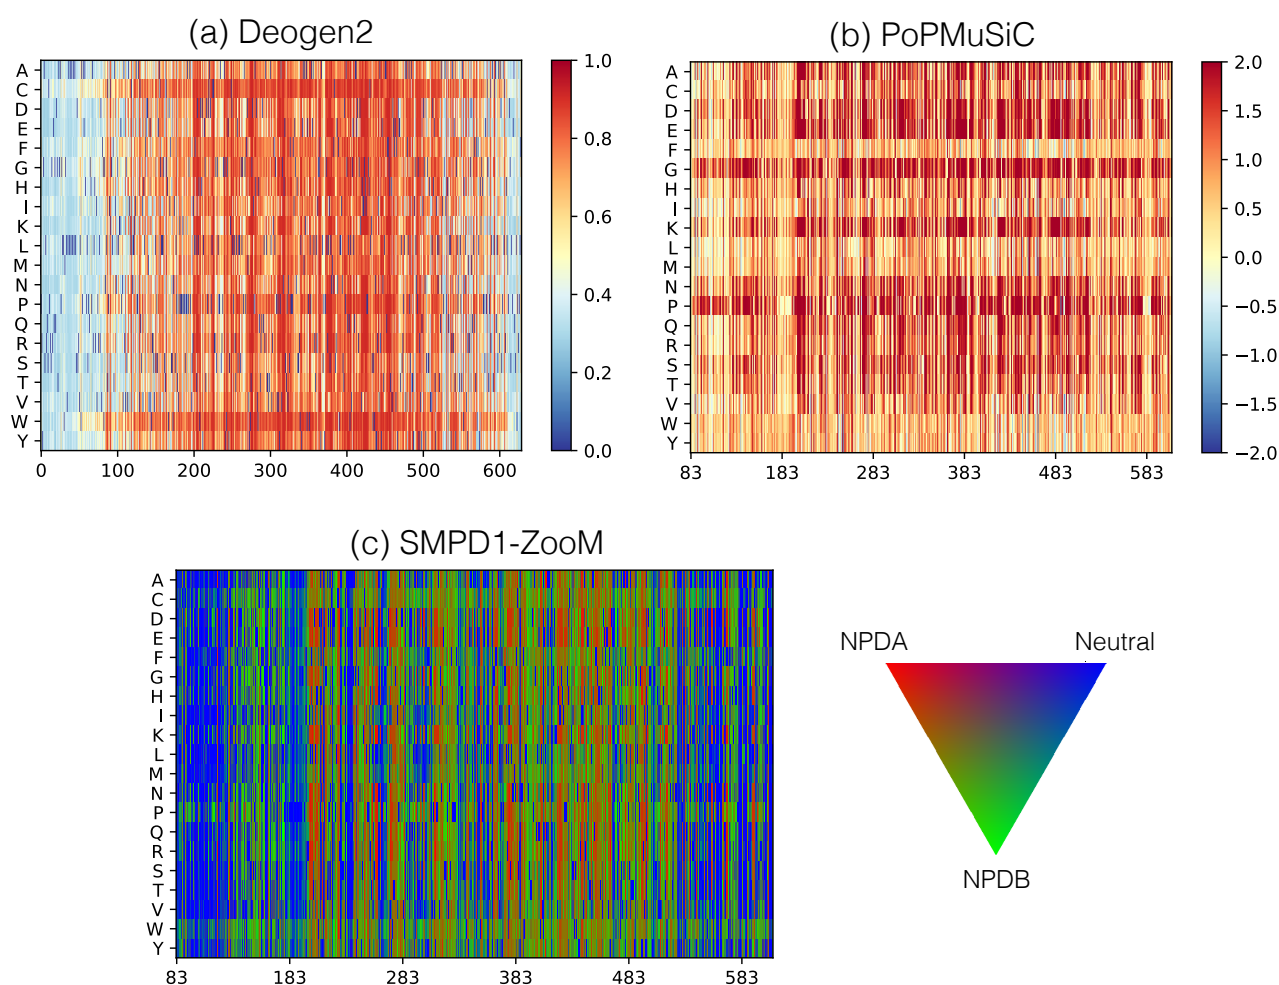 (a) Deogen2
A
C
D
E
F
G
H
I
K
L
M
N
P
Q
R
S
T
V
W
Y
0 100 200 300 400 500 600
1.0
0.8
0.6
0.4
0.2
0.0
(b) PoPMuSiC
A
C
D
E
F
G
H
I
K
L
M
N
P
Q
R
S
T
V
W
Y
83 183 283 383 483 583
2.0
1.5
1.0
0.5
0.0
−0.5
−1.0
−1.5
−2.0
(c) SMPD1-ZooM
A
C
D
E
F
G
H
I
K
L
M
N
P
Q
R
S
T
V
W
Y
83 183 283 383 483 583
NPDA Neutral
NPDB